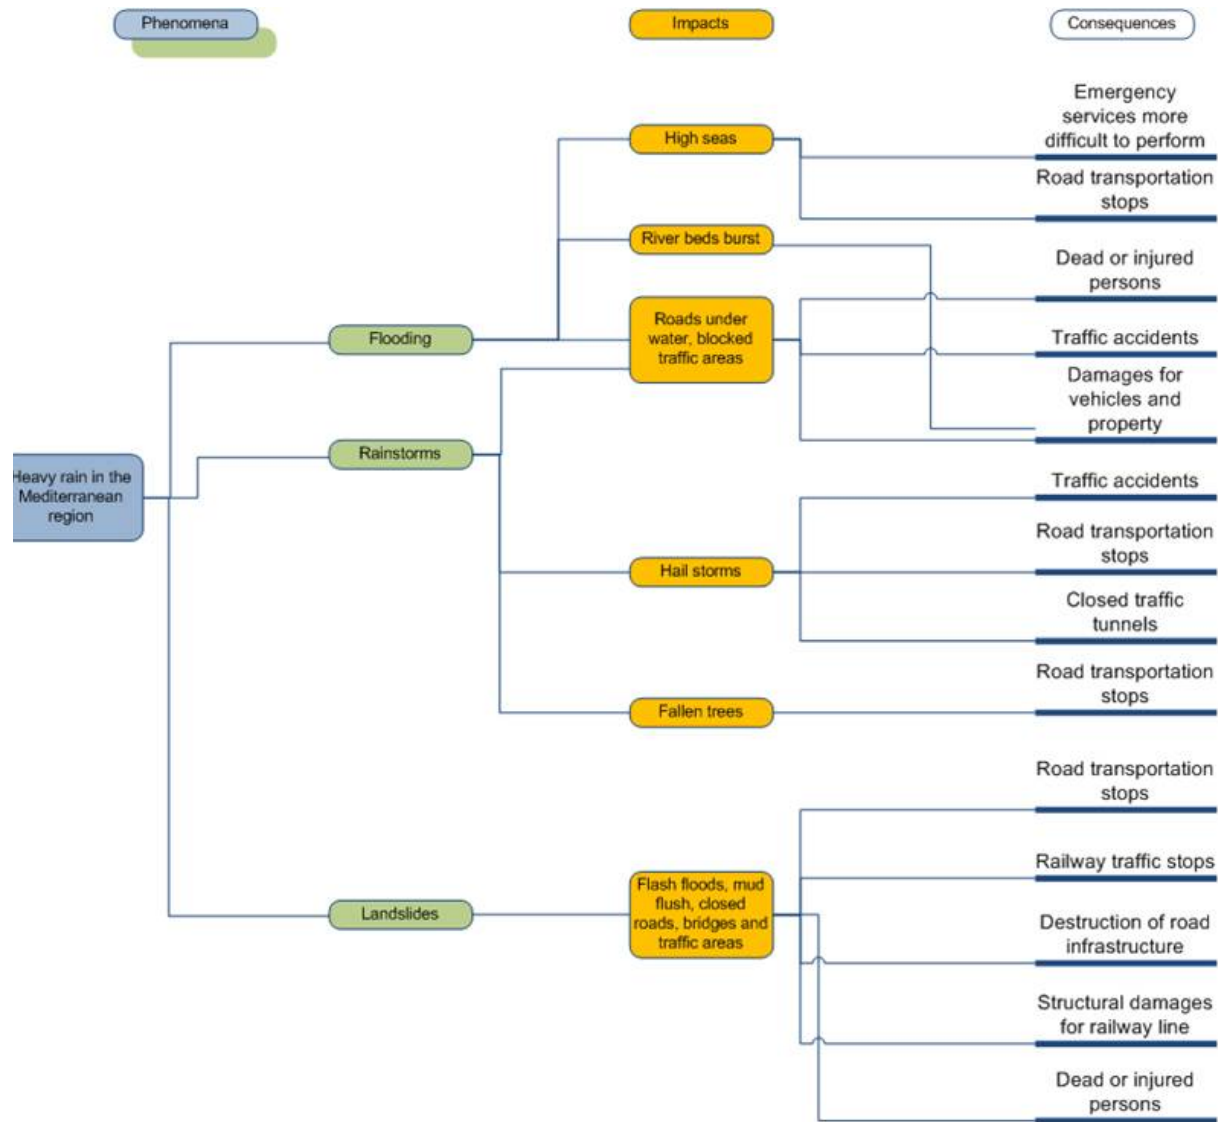 Phenomena
Impacts
Consequences
Emergency
services more
difficult to perform
High seas
Road transportation
stops
River beds burst
Dead or injured
persons
Roads under
water, blocked
traffic areas
Flooding
Traffic accidents
Damages for
vehicles and
property
Rainstorms
Heavy rain in the
Mediterranean
region
Traffic accidents
Road transportation
stops
Hail storms
Closed traffic
tunnels
Road transportation
stops
Fallen trees
Road transportation
stops
Railway traffic stops
Flash floods, mud
flush, closed
roads, bridges and
traffic areas
Landslides
Destruction of road
infrastructure
Structural damages
for railway line
Dead or injured
persons